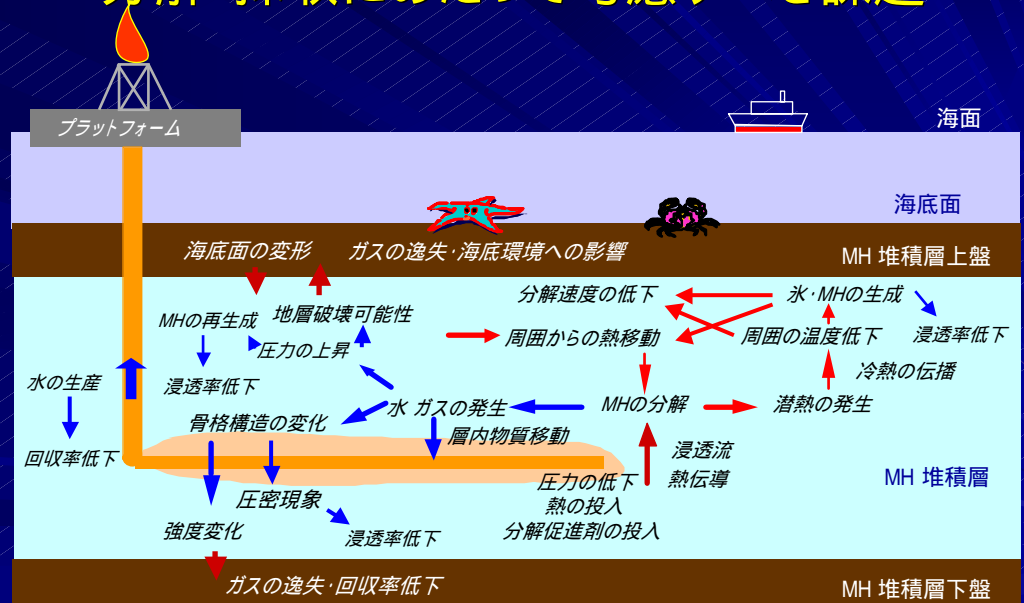 プラットフォーム
海面
海底面
海底面の変形
ガスの逸失・海底環境への影響
MH 堆積層上盤
分解速度の低下
氷・MHの生成
MHの再生成
地層破壊可能性
周囲からの熱移動
周囲の温度低下
浸透率低下
圧力の上昇
冷熱の伝播
水の生産
浸透率低下
骨格構造の変化
水 ガスの発生
MHの分解
潜熱の発生
層内物質移動
浸透流
回収率低下
圧力の低下
熱伝導
MH 堆積層
圧密現象
熱の投入
強度変化
浸透率低下
分解促進剤の投入
ガスの逸失・回収率低下
MH 堆積層下盤